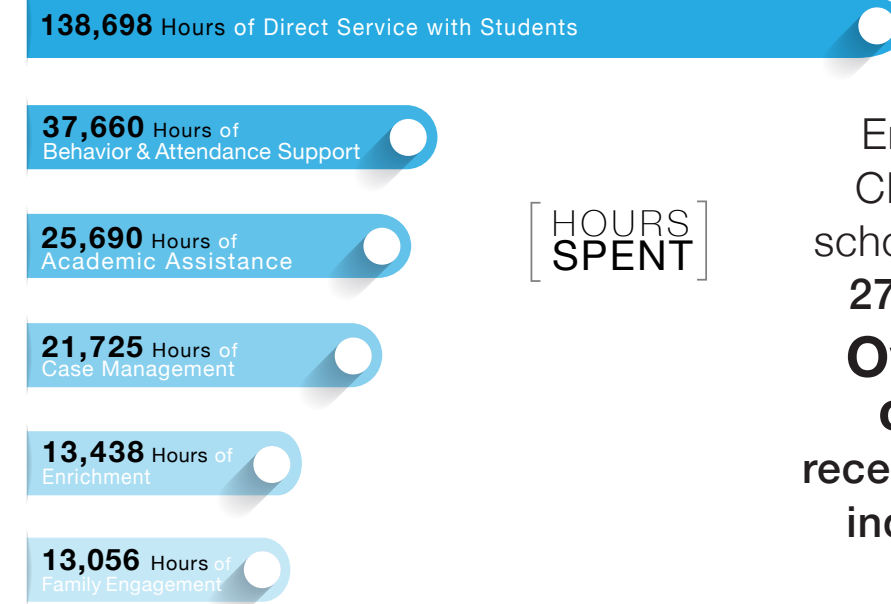 138,698 Hours of Direct Service with Students
37,660 Hours of
Behavior & Attendance Support
25,690 Hours of
Academic Assistance
21,725 Hours of
Case Management
13,438 Hours of
Enrichment
13,056 Hours of
Family Engagement
[HOURS
SPENT]
27